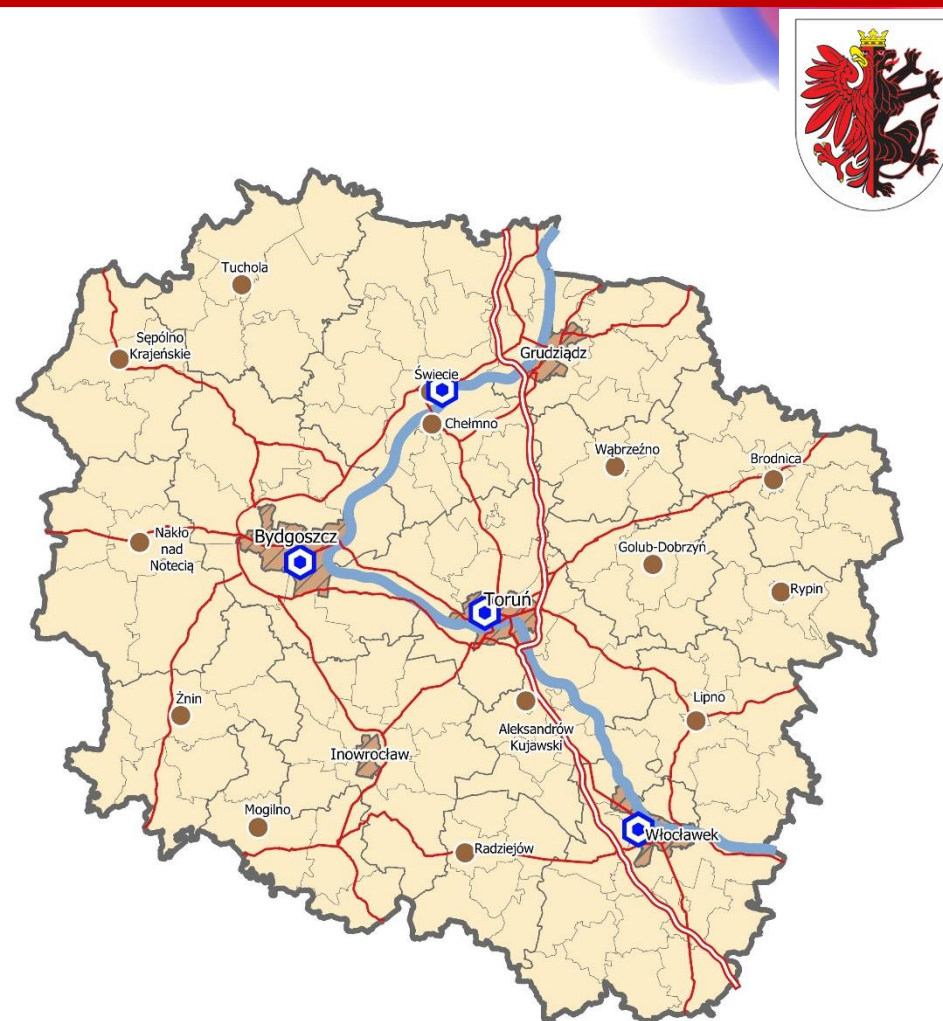 Tuchola
Sępólno
Krajeńskie
Grudziądz
Świecie
Chełmno
Wąbrzeźno
Brodnica
Bydgoszcz
Nakło
nad
Notecią
Golub-Dobrzyń
Rypin
Toruń
Żnin
Lipno
Aleksandrów
Kujawski
Inowrocław
Mogilno
Włocławek
Radziejów